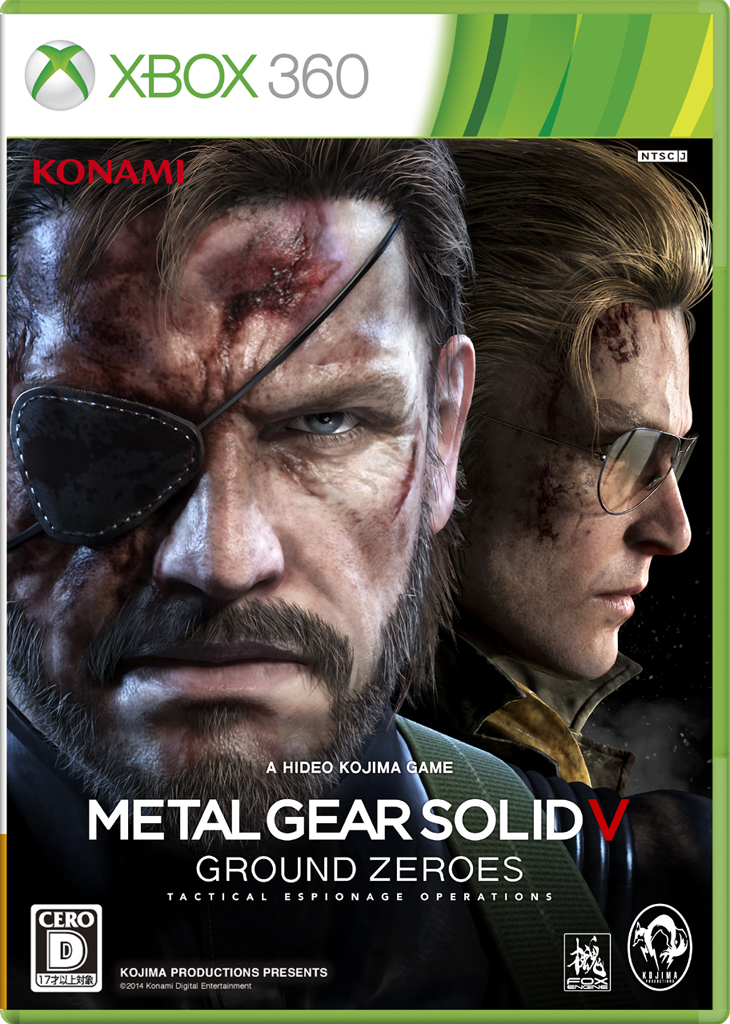 XBOX 360
NTSC J
KONAMI
A HIDEO KOJIMA GAME
METAL GEAR SOLID V
GROUND ZEROES
TACTICAL ESPIONAGE OPERATIONS
CERO
D
17才以上対象
KOJIMA PRODUCTIONS PRESENTS
©2014 Konami Digital Entertainment
FOX
ENGINE
KOJIMA
PRODUCTIONS